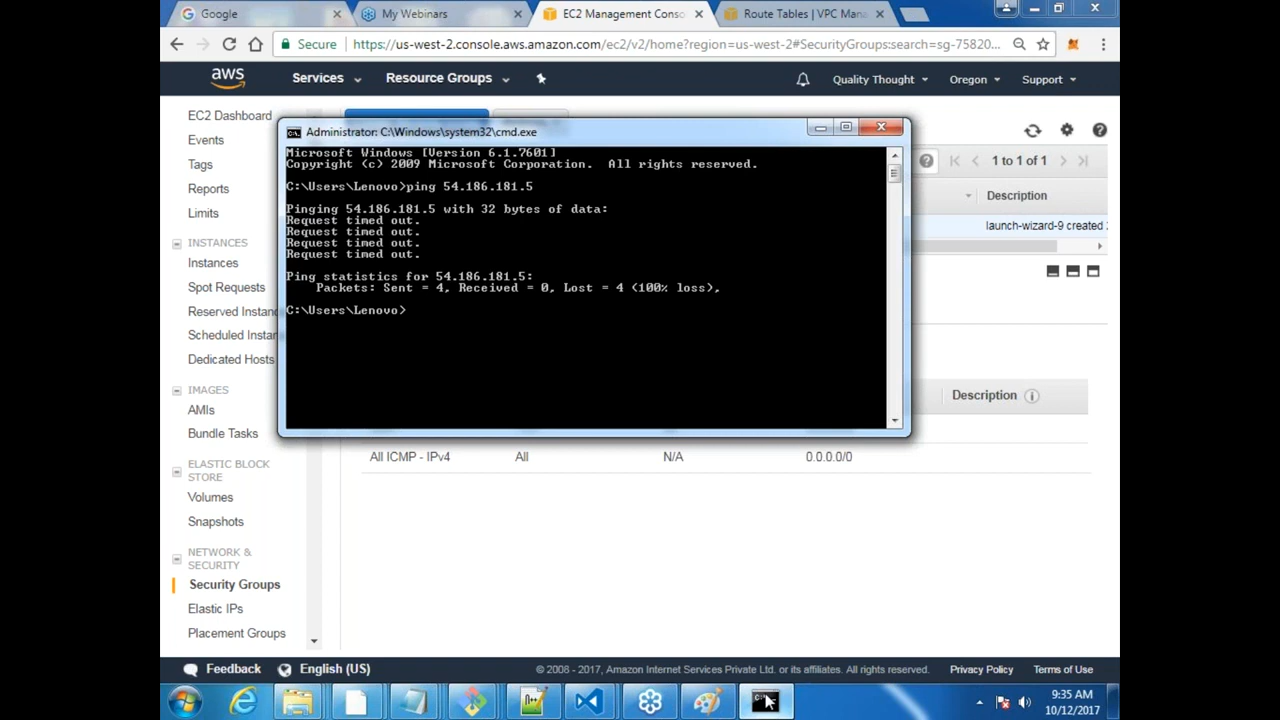 Google
My Webinars
EC2 Management Conso
Route Tables | VPC Mana
Secure
https://us-west-2.console.aws.amazon.com/ec2/v2/home?region=us-west-2#SecurityGroups:search=sg-75820...
aws
Services
Resource Groups
Quality Thought
Oregon
Support
EC2 Dashboard
Events
Tags
Reports
Limits
INSTANCES
Instances
Spot Requests
Reserved Instan
Scheduled Instan
Dedicated Hosts
IMAGES
AMIs
Bundle Tasks
ELASTIC BLOCK
STORE
Volumes
Snapshots
NETWORK &
SECURITY
Security Groups
Elastic IPs
Placement Groups
Administrator: C:\Windows\system32\cmd.exe
Microsoft Windows [Version 6.1.7601]
Copyright (c) 2009 Microsoft Corporation. All rights reserved.
C:\Users\Lenovo>ping 54.186.181.5
Pinging 54.186.181.5 with 32 bytes of data:
Request timed out.
Request timed out.
Request timed out.
Request timed out.
Ping statistics for 54.186.181.5:
Packets: Sent = 4, Received = 0, Lost = 4 (100% loss),
C:\Users\Lenovo>
1 to 1 of 1
Description
launch-wizard-9 created
Description
All ICMP - IPv4 All N/A 0.0.0.0/0
Feedback
English (US)
© 2008 - 2017, Amazon Internet Services Private Ltd. or its affiliates. All rights reserved.
Privacy Policy
Terms of Use
9:35 AM
10/12/2017